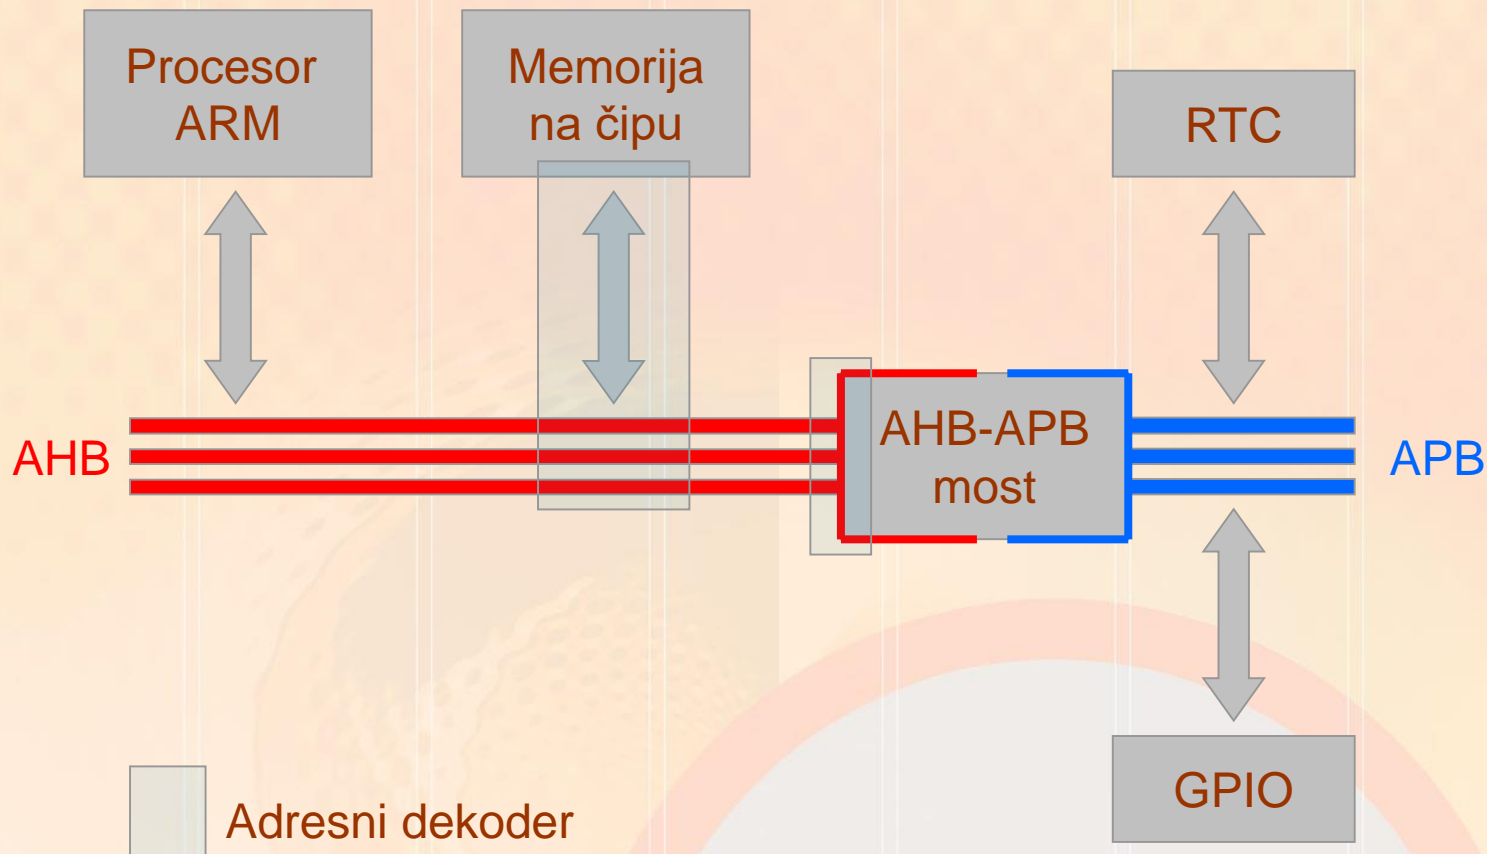 Procesor
ARM
Memorija
na čipu
RTC
AHB
AHB-APB
most
APB
GPIO
Adresni dekoder